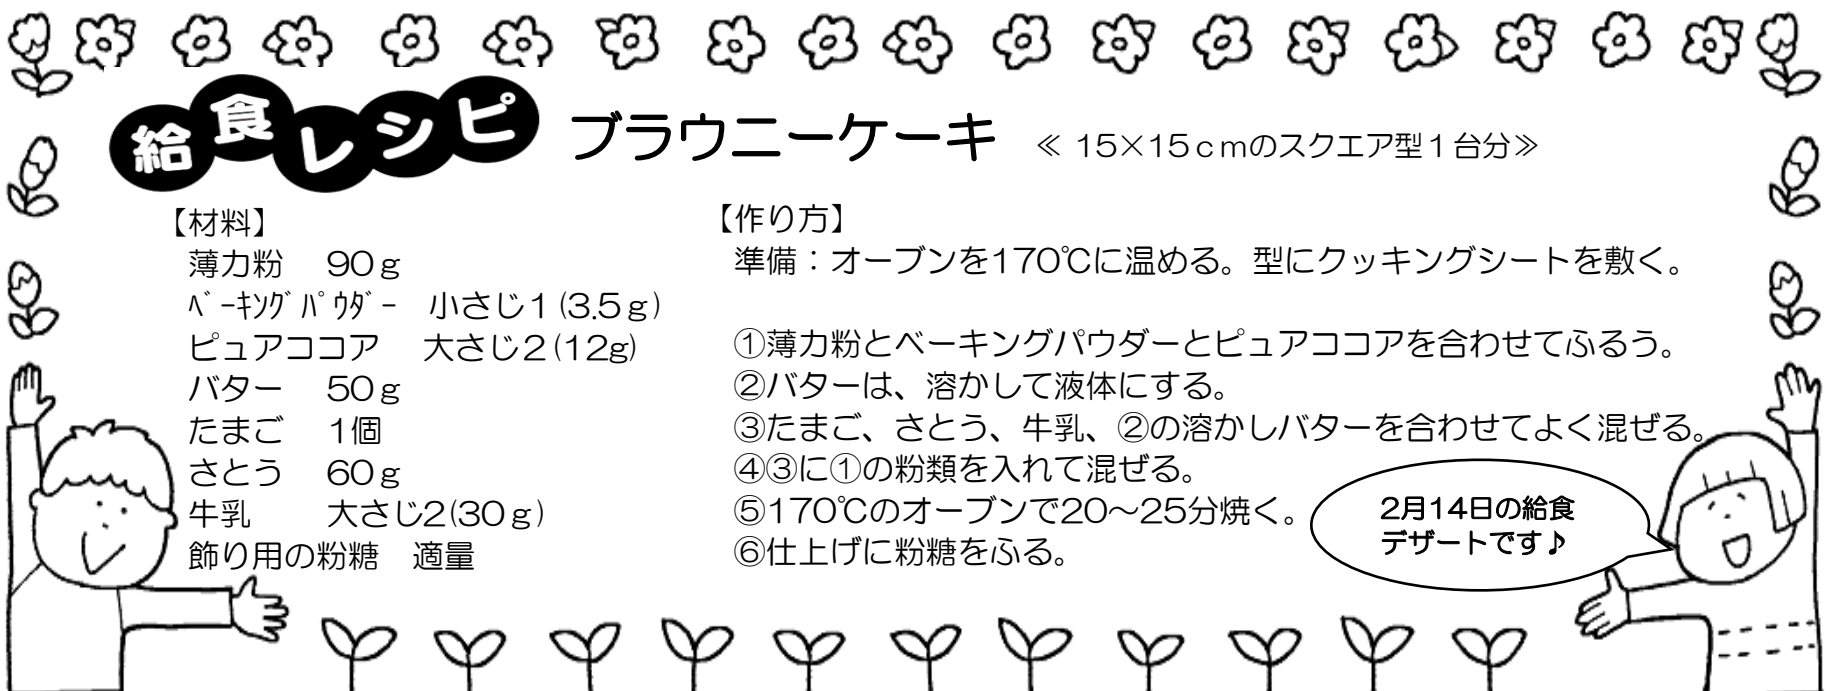 給食レシピ ブラウニーケーキ ≪ 15×15ｃｍのスクエア型１台分≫
【材料】
薄力粉 90ｇ
ﾍﾞｰｷﾝｸﾞﾊﾟｳﾀﾞｰ 小さじ１(3.5ｇ)
ピュアココア 大さじ２(12g)
バター 50ｇ
たまご 1個
さとう 60ｇ
牛乳 大さじ2(30ｇ)
飾り用の粉糖 適量
【作り方】
準備：オーブンを170℃に温める。型にクッキングシートを敷く。
①薄力粉とベーキングパウダーとピュアココアを合わせてふるう。
②バターは、溶かして液体にする。
③たまご、さとう、牛乳、②の溶かしバターを合わせてよく混ぜる。
④③に①の粉類を入れて混ぜる。
⑤170℃のオーブンで20～25分焼く。
⑥仕上げに粉糖をふる。
2月14日の給食
デザートです♪